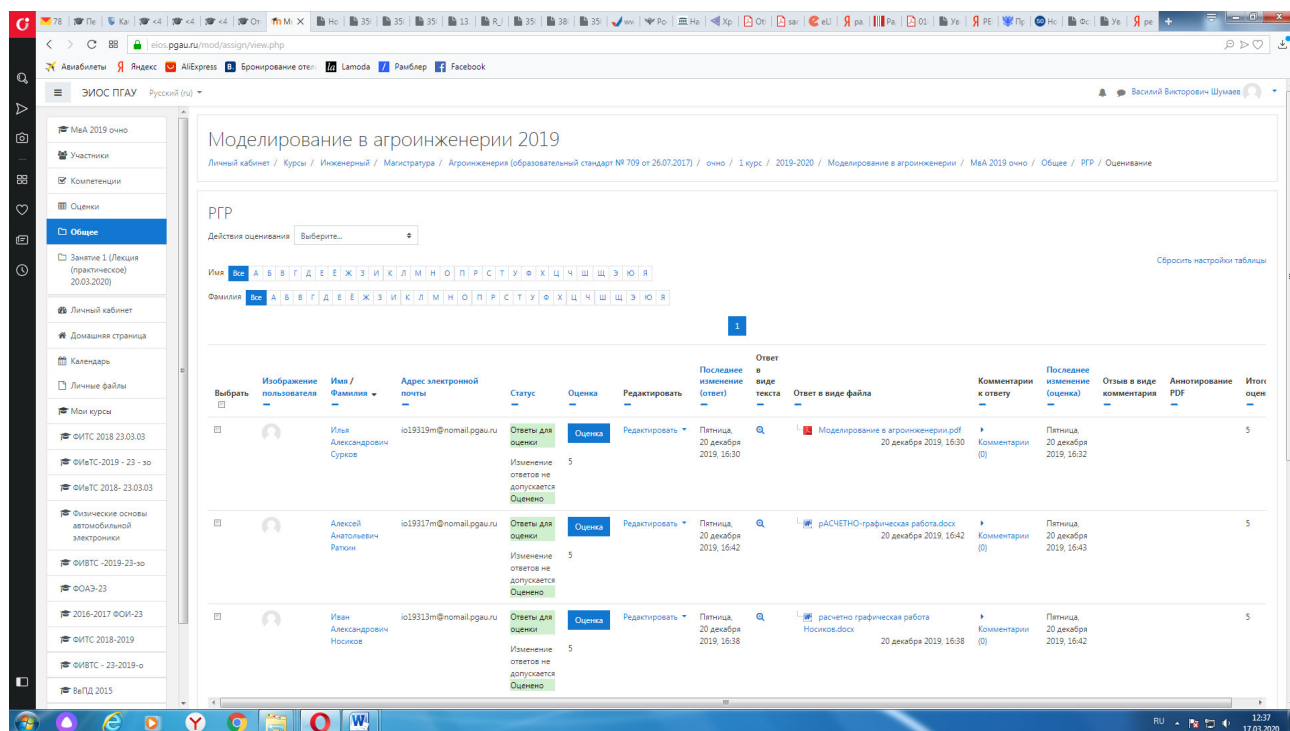 eios.pgau.ru/mod/assign/view.php
Авиабилеты Яндекс AliExpress Бронирование отел Lamoda Рамблер Facebook
ЭИОС ПГАУ Русский (ru)
Василий Викторович Шумаев
МвА 2019 очно
Участники
Компетенции
Оценки
Общее
Занятие 1 (Лекция
(практическое)
20.03.2020)
Личный кабинет
Домашняя страница
Календарь
Личные файлы
Мои курсы
ФИТС 2018 23.03.03
ФИвТС-2019 - 23 - зо
ФИвТС 2018- 23.03.03
Физические основы
автомобильной
электроники
ФИВТС -2019-23-зо
ФОАЭ-23
2016-2017 ФОИ-23
ФИТС 2018-2019
ФИВТС - 23-2019-о
ВвПД 2015
Моделирование в агроинженерии 2019
Личный кабинет / Курсы / Инженерный / Магистратура / Агроинженерия (образовательный стандарт № 709 от 26.07.2017) / очно / 1 курс / 2019-2020 / Моделирование в агроинженерии / МвА 2019 очно / Общее / РГР / Оценивание
РГР
Действия оценивания Выберите...
Сбросить настройки таблицы
Имя Все А Б В Г Д Е Ё Ж З И К Л М Н О П Р С Т У Ф Х Ц Ч Ш Щ Э Ю Я
Фамилия Все А Б В Г Д Е Ё Ж З И К Л М Н О П Р С Т У Ф Х Ц Ч Ш Щ Э Ю Я
1
Выбрать
Изображение
пользователя
Имя /
Фамилия
Адрес электронной
почты
Статус
Оценка
Редактировать
Последнее
изменение
(ответ)
Ответ
в
виде
текста
Ответ в виде файла
Комментарии
к ответу
Последнее
изменение
(оценка)
Отзыв в виде
комментария
Аннотирование
PDF
Итого
оцен
Илья
Александрович
Сурков
io19319m@nomail.pgau.ru
Ответы для
оценки
Изменение
ответов не
допускается
Оценено
Оценка
5
Редактировать
Пятница,
20 декабря
2019, 16:30
Моделирование в агроинженерии.pdf
20 декабря 2019, 16:30
Комментарии
(0)
Пятница,
20 декабря
2019, 16:32
5
Алексей
Анатольевич
Раткин
io19317m@nomail.pgau.ru
Ответы для
оценки
Изменение
ответов не
допускается
Оценено
Оценка
5
Редактировать
Пятница,
20 декабря
2019, 16:42
рАСЧЕТНО-графическая работа.docx
20 декабря 2019, 16:42
Комментарии
(0)
Пятница,
20 декабря
2019, 16:43
5
Иван
Александрович
Носиков
io19313m@nomail.pgau.ru
Ответы для
оценки
Изменение
ответов не
допускается
Оценено
Оценка
5
Редактировать
Пятница,
20 декабря
2019, 16:38
расчетно графическая работа
Носиков.docx
20 декабря 2019, 16:38
Комментарии
(0)
Пятница,
20 декабря
2019, 16:42
5
RU
12:37
17.03.2020